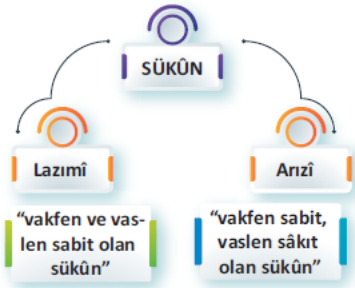 SÜKÛN
Lazımî
Arızî
“vakfen ve vas-
len sabit olan
sükûn”
“vakfen sabit,
vaslen sâkıt
olan sükûn”